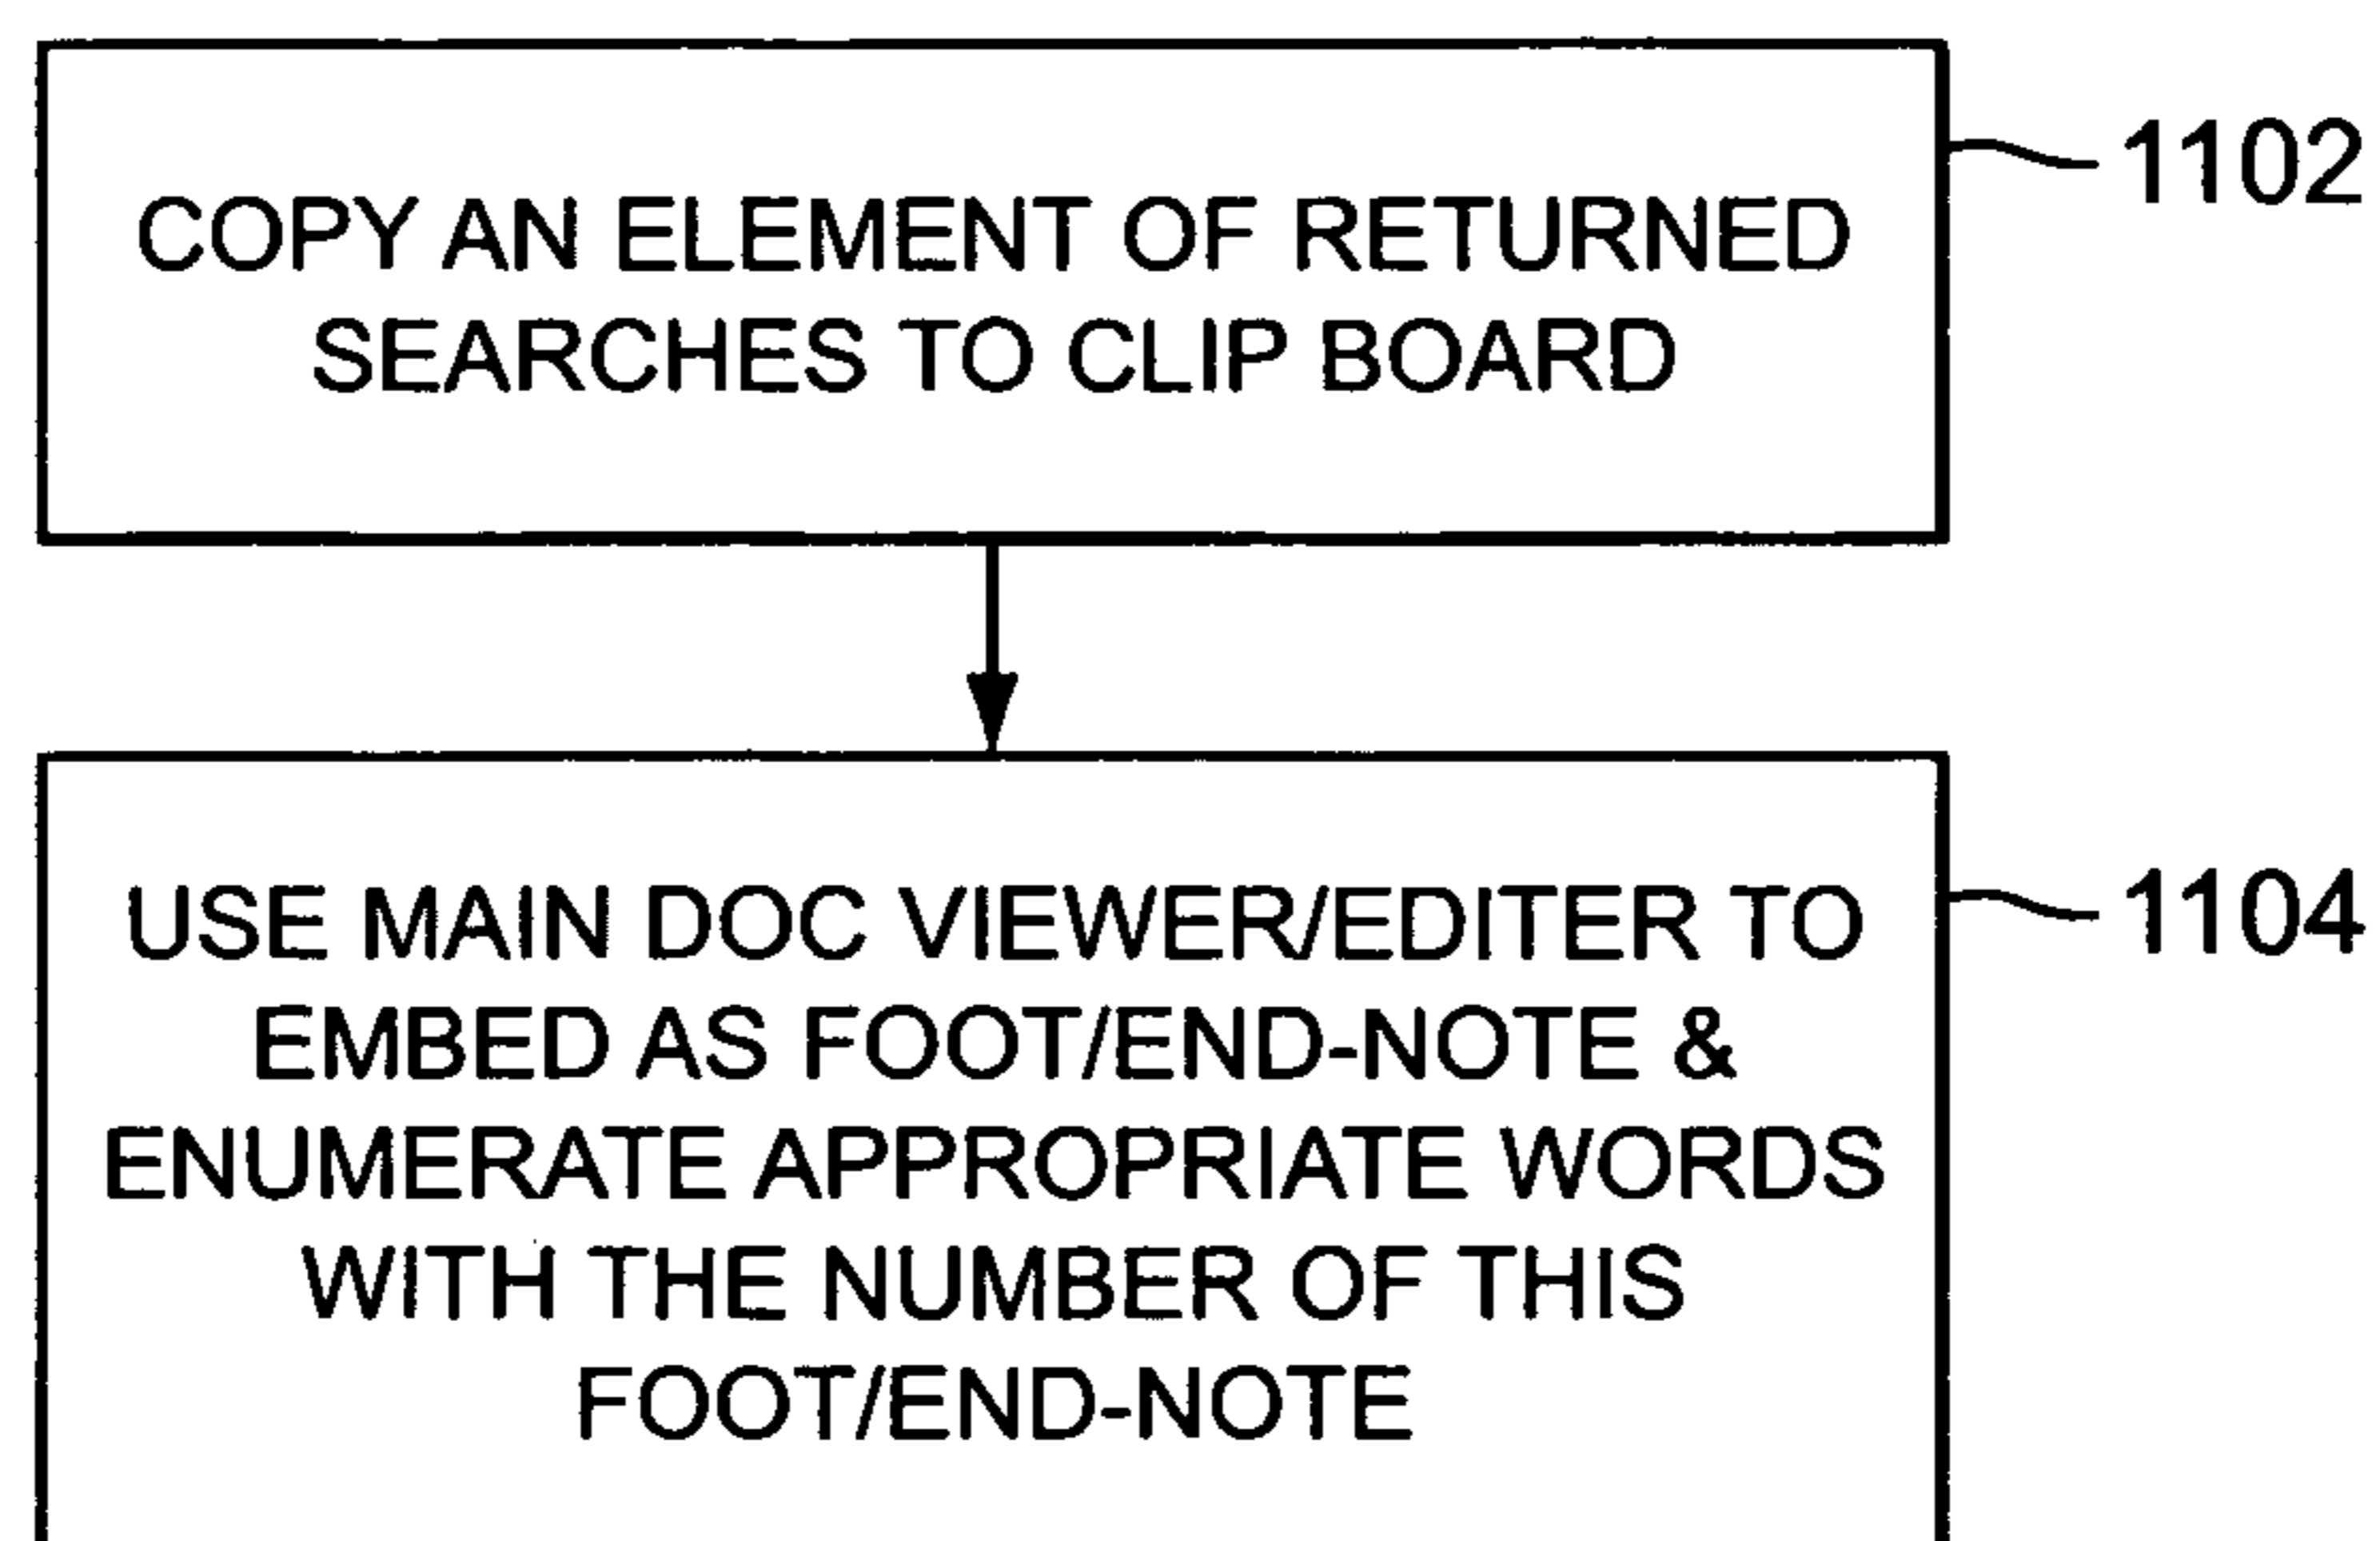 COPY AN ELEMENT OF RETURNED
SEARCHES TO CLIP BOARD
1102
USE MAIN DOC VIEWER/EDITER TO
EMBED AS FOOT/END-NOTE &
ENUMERATE APPROPRIATE WORDS
WITH THE NUMBER OF THIS
FOOT/END-NOTE
1104